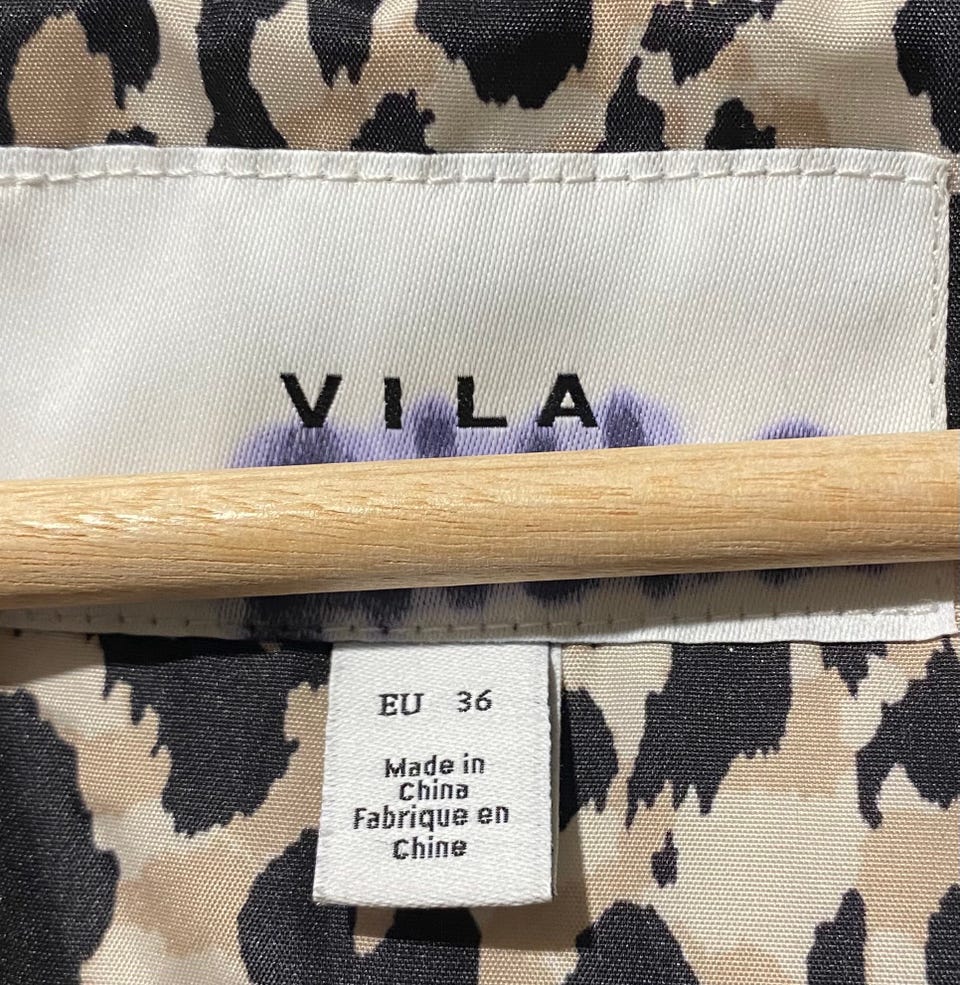 VILA
EU 36
Made in
China
Fabrique en
Chine